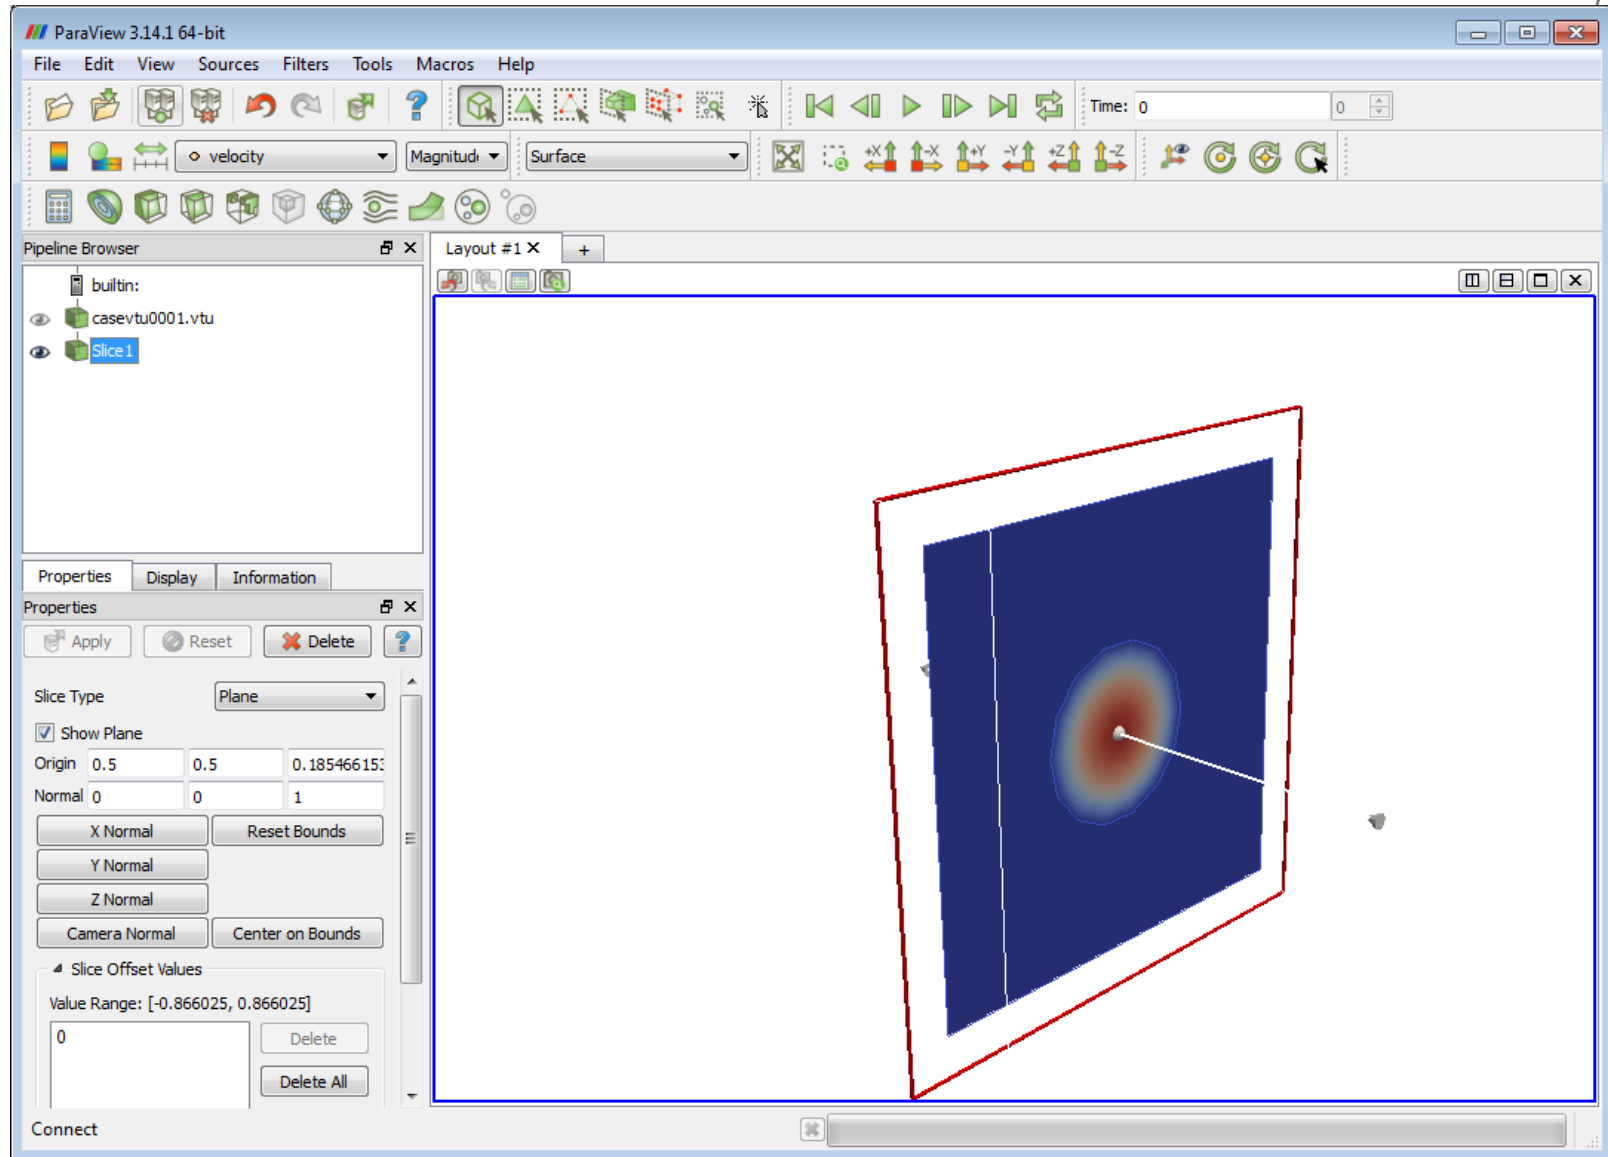 ParaView 3.14.1 64-bit
File Edit View Sources Filters Tools Macros Help
Time: 0 0
velocity Magnitud Surface
+X -X +Y -Y +Z -Z
Pipeline Browser
Layout #1 +
builtin:
casevtu0001.vtu
Slice1
Properties Display Information
Properties
Apply Reset Delete ?
Slice Type Plane
Show Plane
Origin 0.5 0.5 0.185466153
Normal 0 0 1
X Normal Reset Bounds
Y Normal
Z Normal
Camera Normal Center on Bounds
Slice Offset Values
Value Range: [-0.866025, 0.866025]
0 Delete
Delete All
Connect